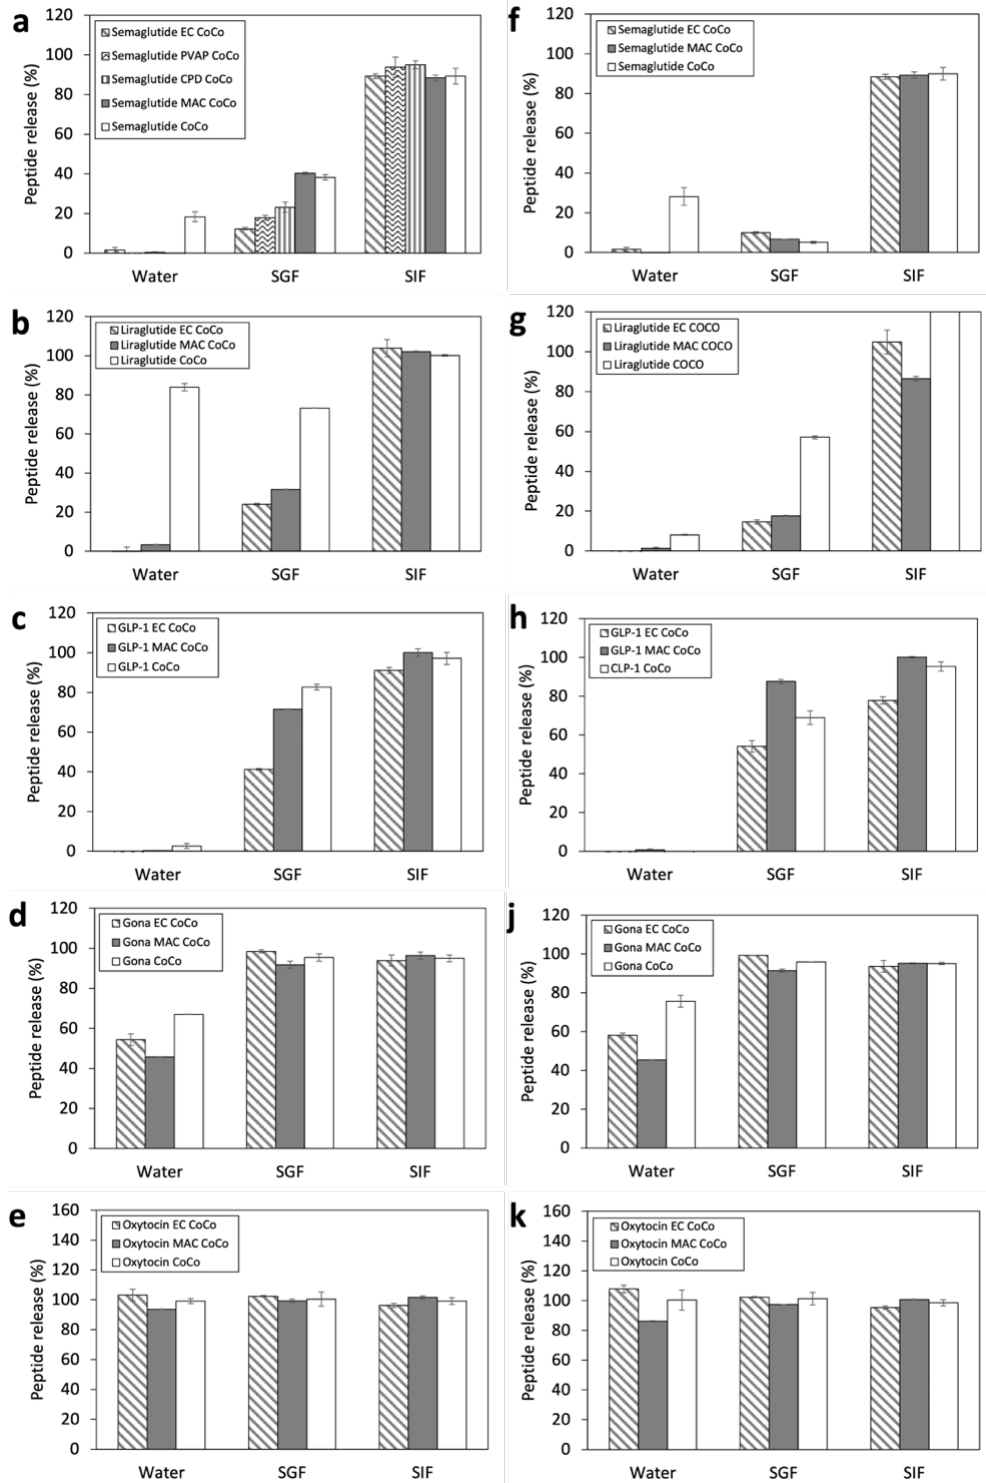 a
Peptide release (%)
120
100
80
60
40
20
0
Semaglutide EC CoCo
Semaglutide PVAP CoCo
Semaglutide CPD CoCo
Semaglutide MAC CoCo
Semaglutide CoCo
Water SGF SIF
f
Peptide release (%)
120
100
80
60
40
20
0
Semaglutide EC CoCo
Semaglutide MAC CoCo
Semaglutide CoCo
Water SGF SIF
b
Peptide release (%)
120
100
80
60
40
20
0
Liraglutide EC CoCo
Liraglutide MAC CoCo
Liraglutide CoCo
Water SGF SIF
g
Peptide release (%)
120
100
80
60
40
20
0
Liraglutide EC COCO
Liraglutide MAC COCO
Liraglutide COCO
Water SGF SIF
c
Peptide release (%)
120
100
80
60
40
20
0
GLP-1 EC CoCo
GLP-1 MAC CoCo
GLP-1 CoCo
Water SGF SIF
h
Peptide release (%)
120
100
80
60
40
20
0
GLP-1 EC CoCo
GLP-1 MAC CoCo
CLP-1 CoCo
Water SGF SIF
d
Peptide release (%)
120
100
80
60
40
20
0
Gona EC CoCo
Gona MAC CoCo
Gona CoCo
Water SGF SIF
j
Peptide release (%)
120
100
80
60
40
20
0
Gona EC CoCo
Gona MAC CoCo
Gona CoCo
Water SGF SIF
e
Peptide release (%)
160
140
120
100
80
60
40
20
0
Oxytocin EC CoCo
Oxytocin MAC CoCo
Oxytocin CoCo
Water SGF SIF
k
Peptide release (%)
160
140
120
100
80
60
40
20
0
Oxytocin EC CoCo
Oxytocin MAC CoCo
Oxytocin CoCo
Water SGF SIF